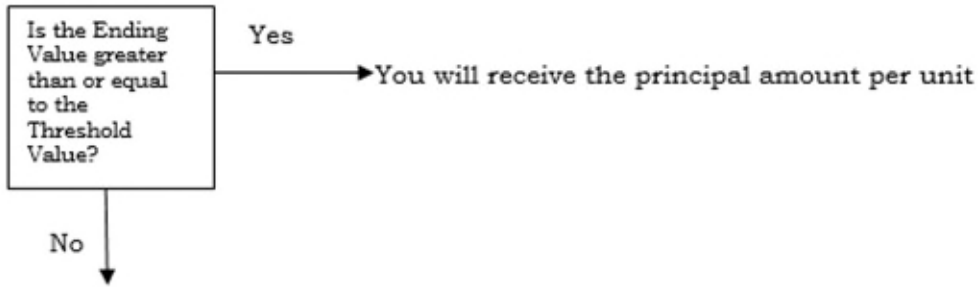 Is the Ending
Value greater
than or equal
to the
Threshold
Value?
Yes
You will receive the principal amount per unit
No